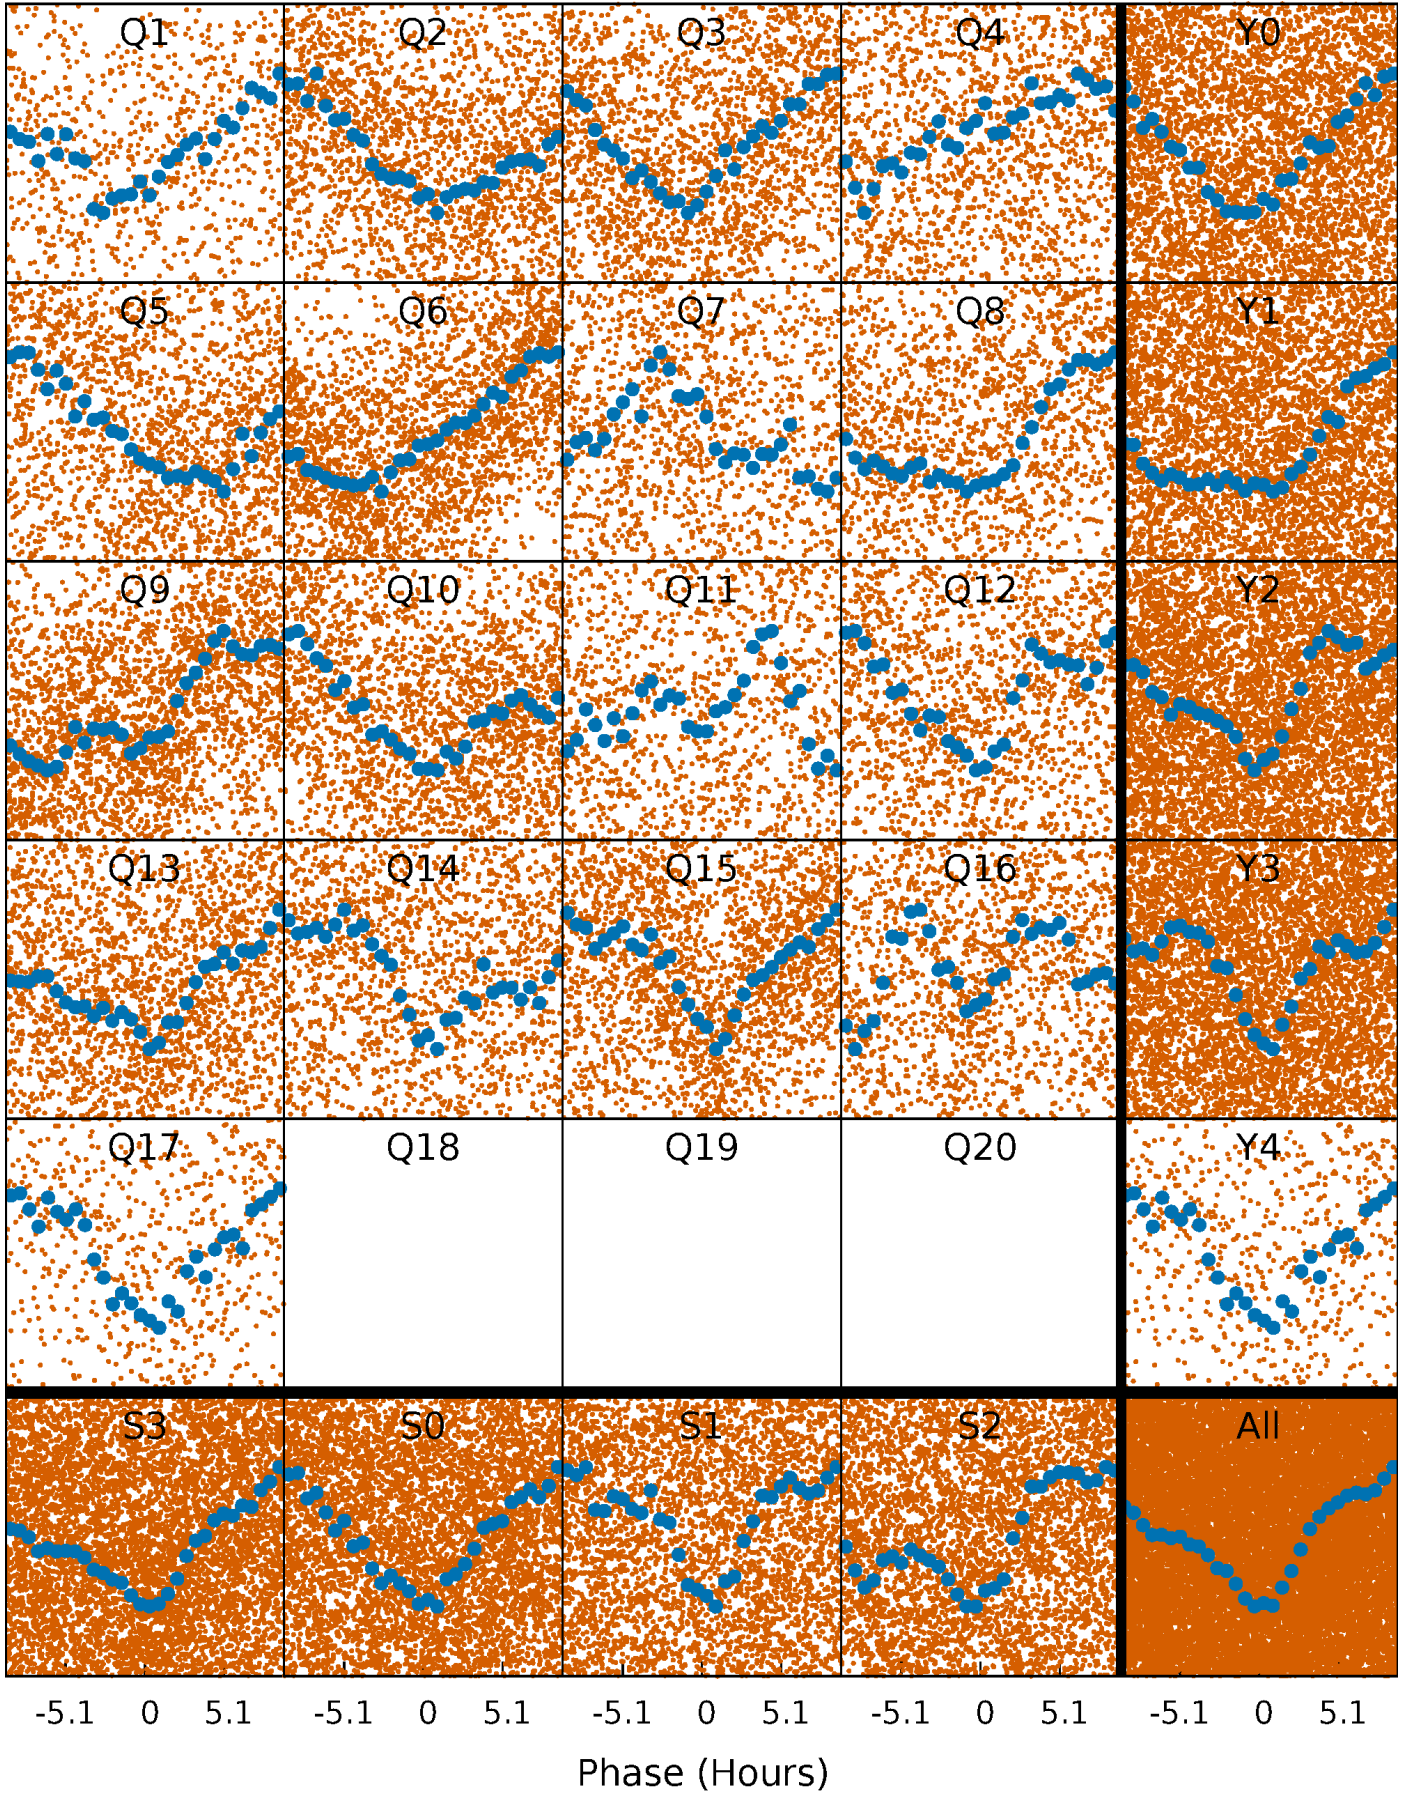 Q1 Q2 Q3 Q4 Y0
Q5 Q6 Q7 Q8 Y1
Q9 Q10 Q11 Q12 Y2
Q13 Q14 Q15 Q16 Y3
Q17 Q18 Q19 Q20 Y4
S3 S0 S1 S2 All
-5.1 0 5.1 -5.1 0 5.1 -5.1 0 5.1 -5.1 0 5.1 -5.1 0 5.1
Phase (Hours)